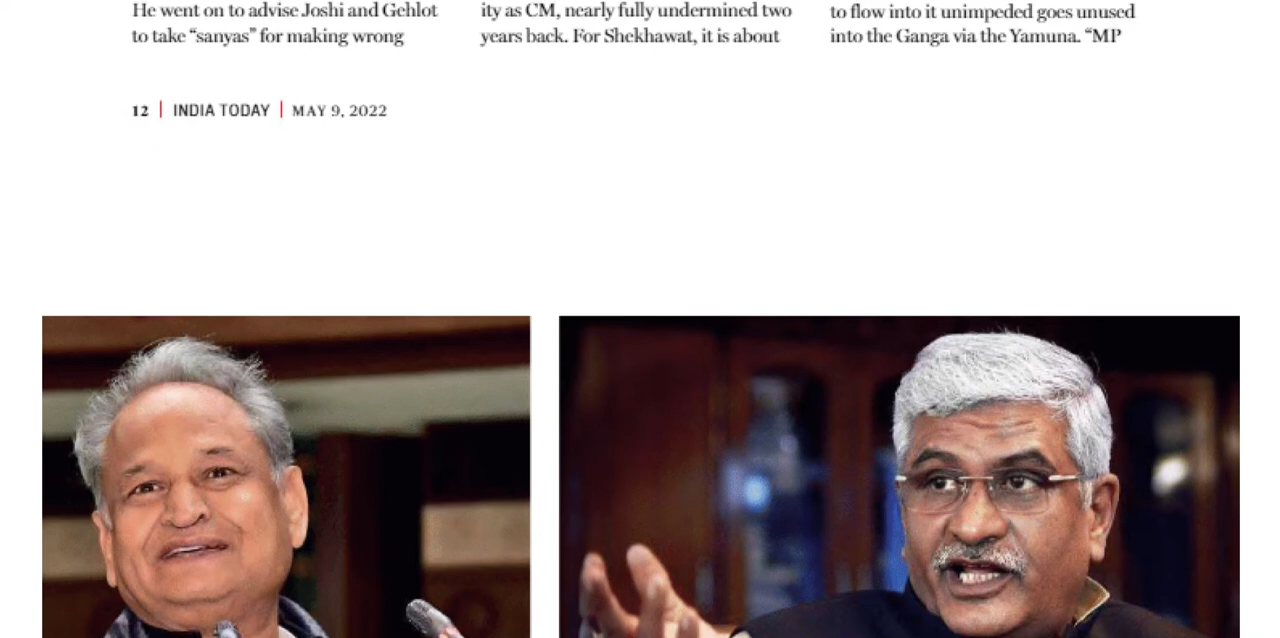 He went on to advise Joshi and Gehlot
to take “sanyas” for making wrong
ity as CM, nearly fully undermined two
years back. For Shekhawat, it is about
to flow into it unimpeded goes unused
into the Ganga via the Yamuna. “MP
12 | INDIA TODAY | MAY 9, 2022